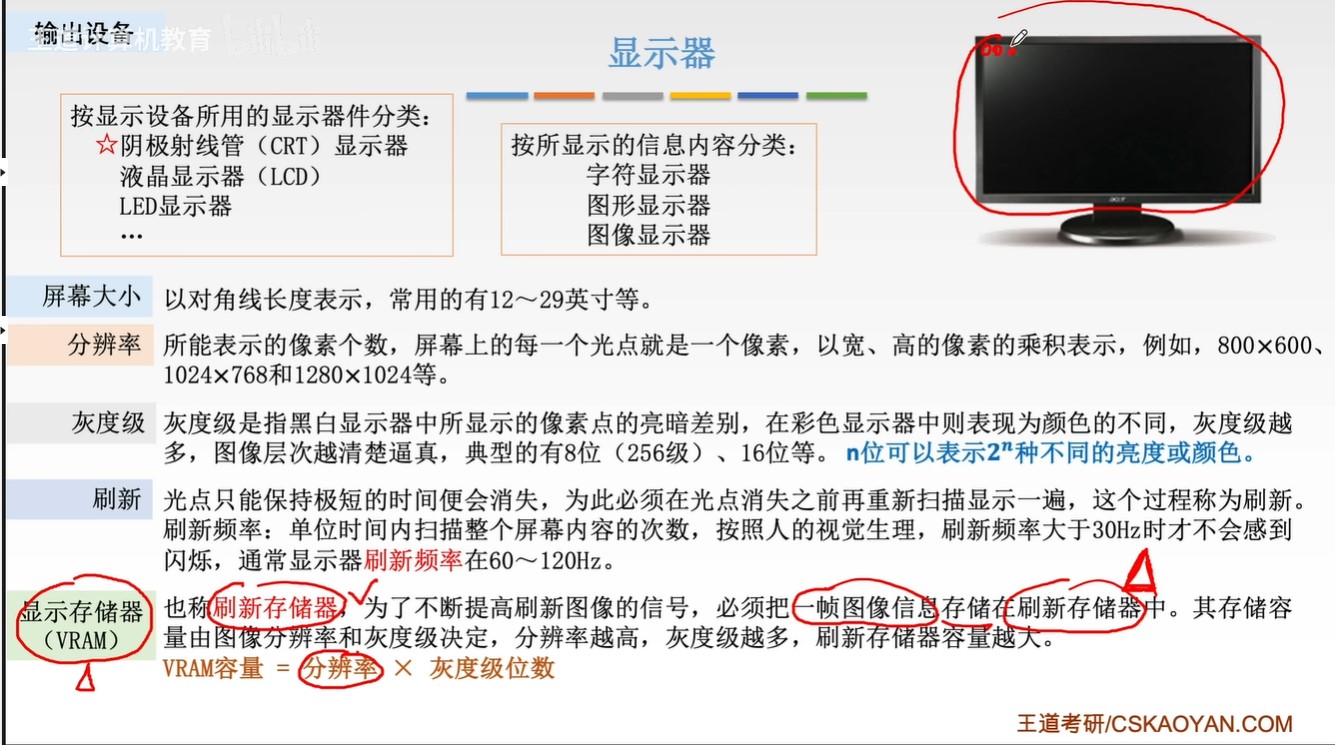 输出设备
王道计算机教育
显示器
按显示设备所用的显示器件分类：
☆阴极射线管（CRT）显示器
液晶显示器（LCD）
LED显示器
…
按所显示的信息内容分类：
字符显示器
图形显示器
图像显示器
acer
屏幕大小
以对角线长度表示，常用的有12～29英寸等。
分辨率
所能表示的像素个数，屏幕上的每一个光点就是一个像素，以宽、高的像素的乘积表示，例如，800×600、
1024×768和1280×1024等。
灰度级
灰度级是指黑白显示器中所显示的像素点的亮暗差别，在彩色显示器中则表现为颜色的不同，灰度级越
多，图像层次越清楚逼真，典型的有8位（256级）、16位等。 n位可以表示2ⁿ种不同的亮度或颜色。
刷新
光点只能保持极短的时间便会消失，为此必须在光点消失之前再重新扫描显示一遍，这个过程称为刷新。
刷新频率：单位时间内扫描整个屏幕内容的次数，按照人的视觉生理，刷新频率大于30Hz时才不会感到
闪烁，通常显示器刷新频率在60～120Hz。
显示存储器
（VRAM）
也称刷新存储器，为了不断提高刷新图像的信号，必须把一帧图像信息存储在刷新存储器中。其存储容
量由图像分辨率和灰度级决定，分辨率越高，灰度级越多，刷新存储器容量越大。
VRAM容量 = 分辨率 × 灰度级位数
王道考研/CSKAOYAN.COM